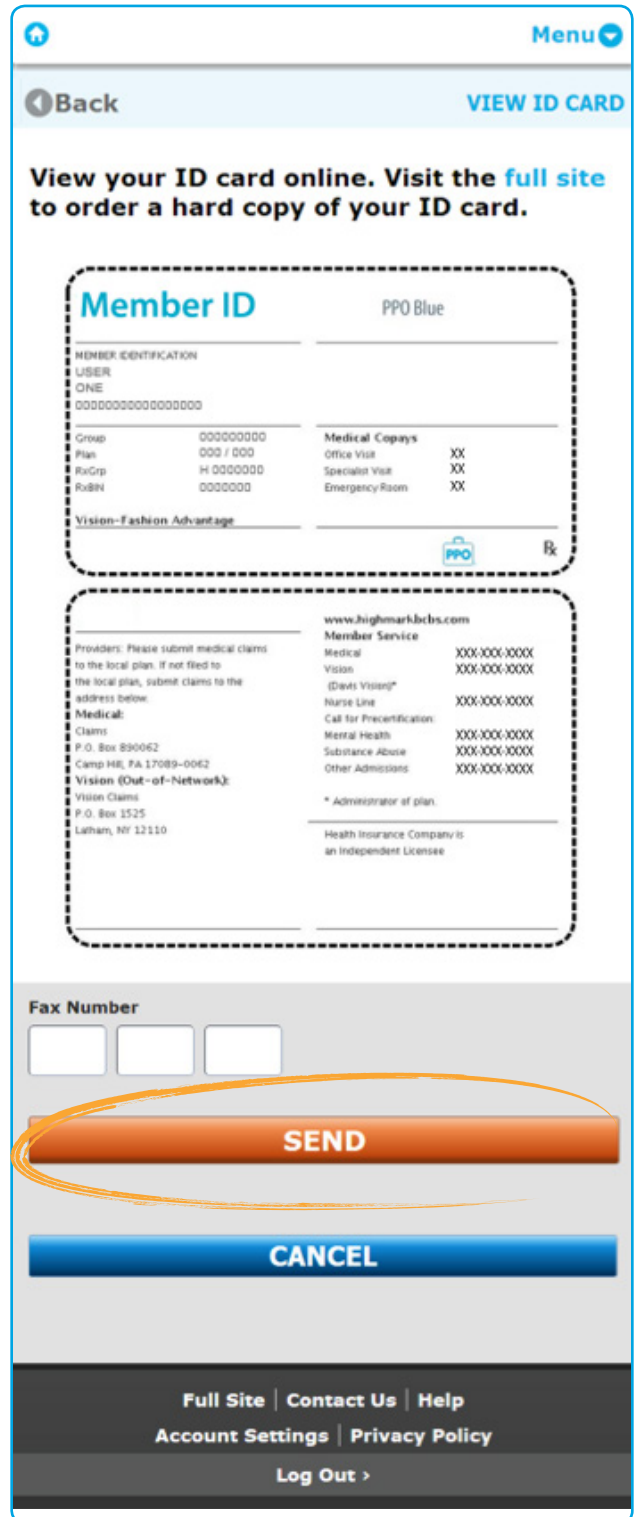 Menu
Back
VIEW ID CARD
View your ID card online. Visit the full site
to order a hard copy of your ID card.
Member ID
PPO Blue
MEMBER IDENTIFICATION
USER
ONE
00000000000000000
Group 000000000
Plan 000 / 000
RxGrp H 0000000
RxBIN 0000000
Vision-Fashion Advantage
Medical Copays
Office Visit XX
Specialist Visit XX
Emergency Room XX
PPO
Rx
Providers: Please submit medical claims
to the local plan. If not filed to
the local plan, submit claims to the
address below.
Medical:
Claims
P.O. Box 890062
Camp Hill, PA 17089-0062
Vision (Out-of-Network):
Vision Claims
P.O. Box 1525
Latham, NY 12110
www.highmarkbcbs.com
Member Service
Medical XXX-XXX-XXXX
Vision XXX-XXX-XXXX
(Davis Vision)*
Nurse Line XXX-XXX-XXXX
Call for Precertification:
Mental Health XXX-XXX-XXXX
Substance Abuse XXX-XXX-XXXX
Other Admissions XXX-XXX-XXXX
* Administrator of plan.
Health Insurance Company is
an Independent Licensee
Fax Number
SEND
CANCEL
Full Site | Contact Us | Help
Account Settings | Privacy Policy
Log Out ›